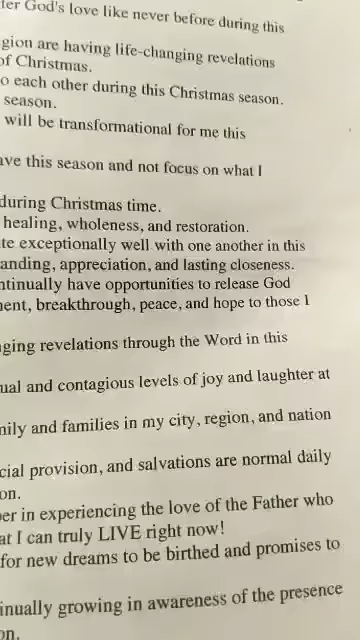 God's love like never before during this
gion are having life-changing revelations
of Christmas.
o each other during this Christmas season.
season.
will be transformational for me this
ave this season and not focus on what I
during Christmas time.
healing, wholeness, and restoration.
te exceptionally well with one another in this
anding, appreciation, and lasting closeness.
ntinually have opportunities to release God
nent, breakthrough, peace, and hope to those I
ging revelations through the Word in this
ual and contagious levels of joy and laughter at
nily and families in my city, region, and nation
cial provision, and salvations are normal daily
on.
er in experiencing the love of the Father who
at I can truly LIVE right now!
for new dreams to be birthed and promises to
inually growing in awareness of the presence
on.